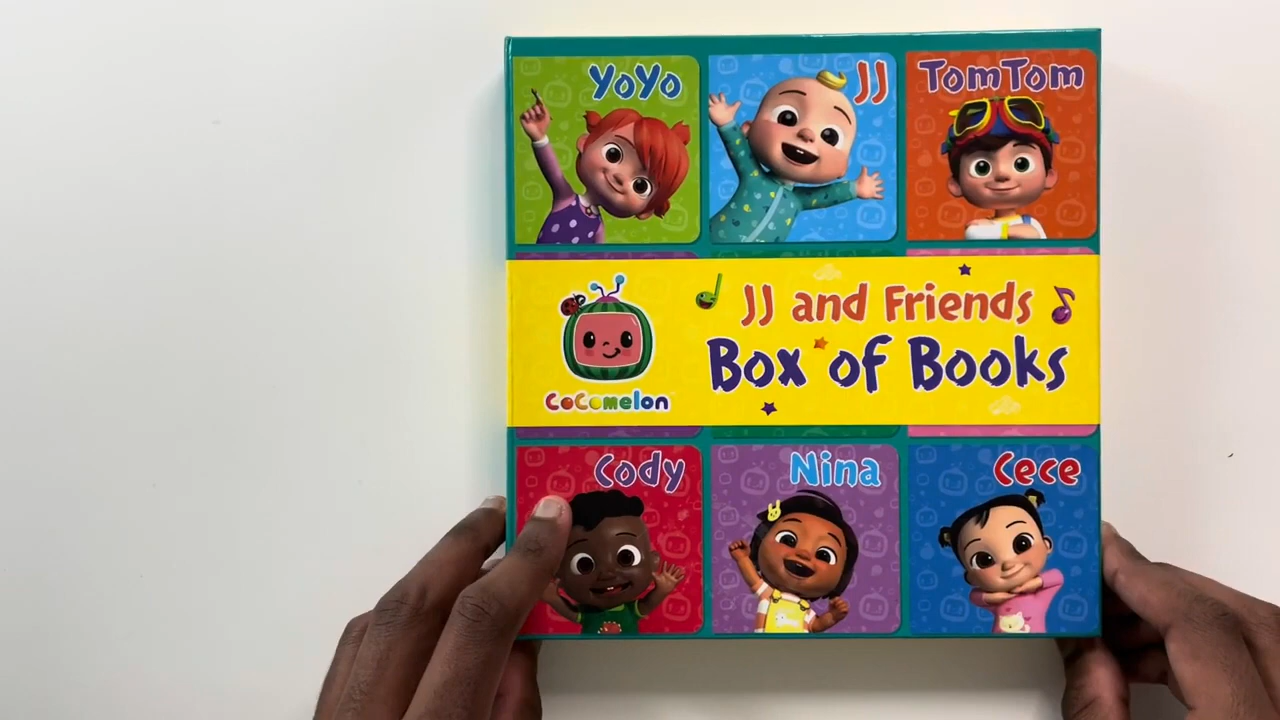 YoYo
JJ
TomTom
JJ and Friends
Box of Books
CoComelon
Cody
Nina
Cece